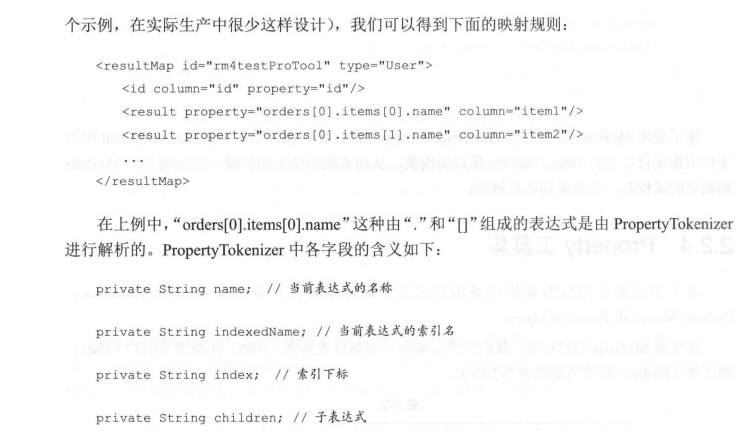 个示例，在实际生产中很少这样设计），我们可以得到下面的映射规则：
<resultMap id="rm4testProTool" type="User">
<id column="id" property="id"/>
<result property="orders[0].items[0].name" column="item1"/>
<result property="orders[0].items[1].name" column="item2"/>
...
</resultMap>
在上例中，“orders[0].items[0].name”这种由“.”和“[]”组成的表达式是由 PropertyTokenizer
进行解析的。PropertyTokenizer 中各字段的含义如下：
private String name; // 当前表达式的名称
private String indexedName; // 当前表达式的索引名
private String index; // 索引下标
private String children; // 子表达式